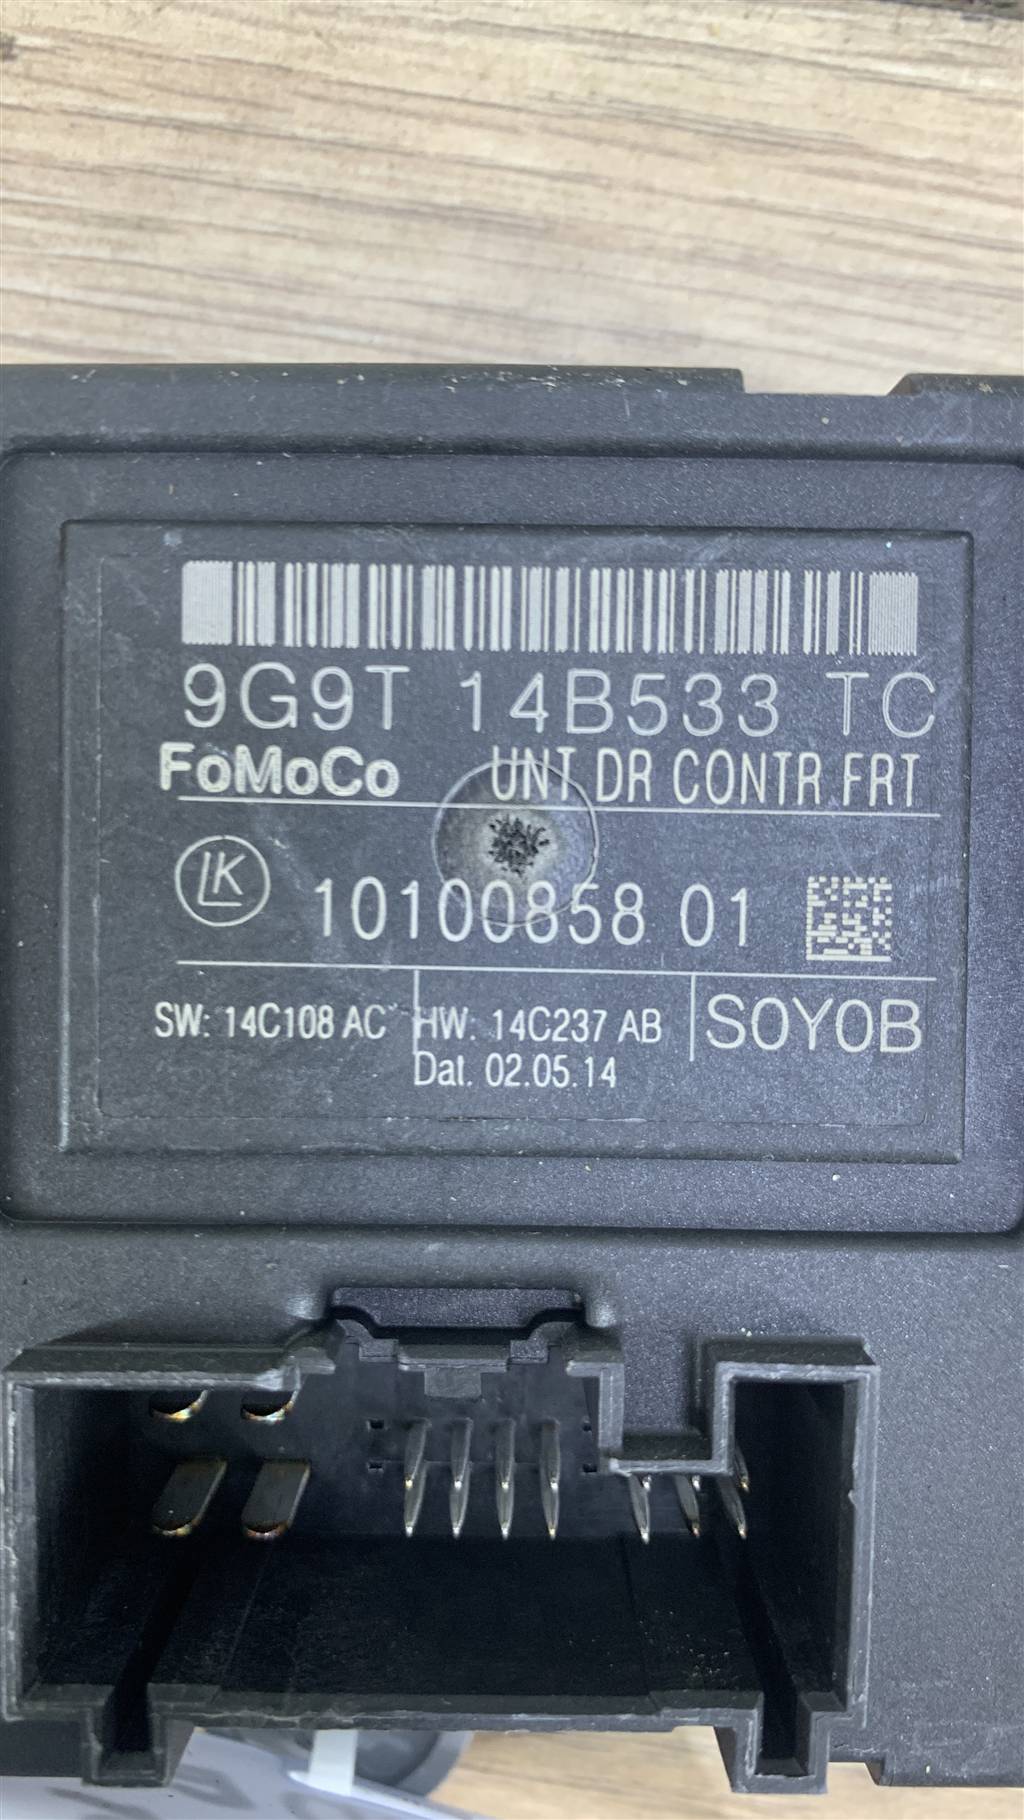 9G9T 14B533 TC
FoMoCo UNT DR CONTR FRT
LK 10100858 01
SW: 14C108 AC HW: 14C237 AB S0Y0B
Dat. 02.05.14